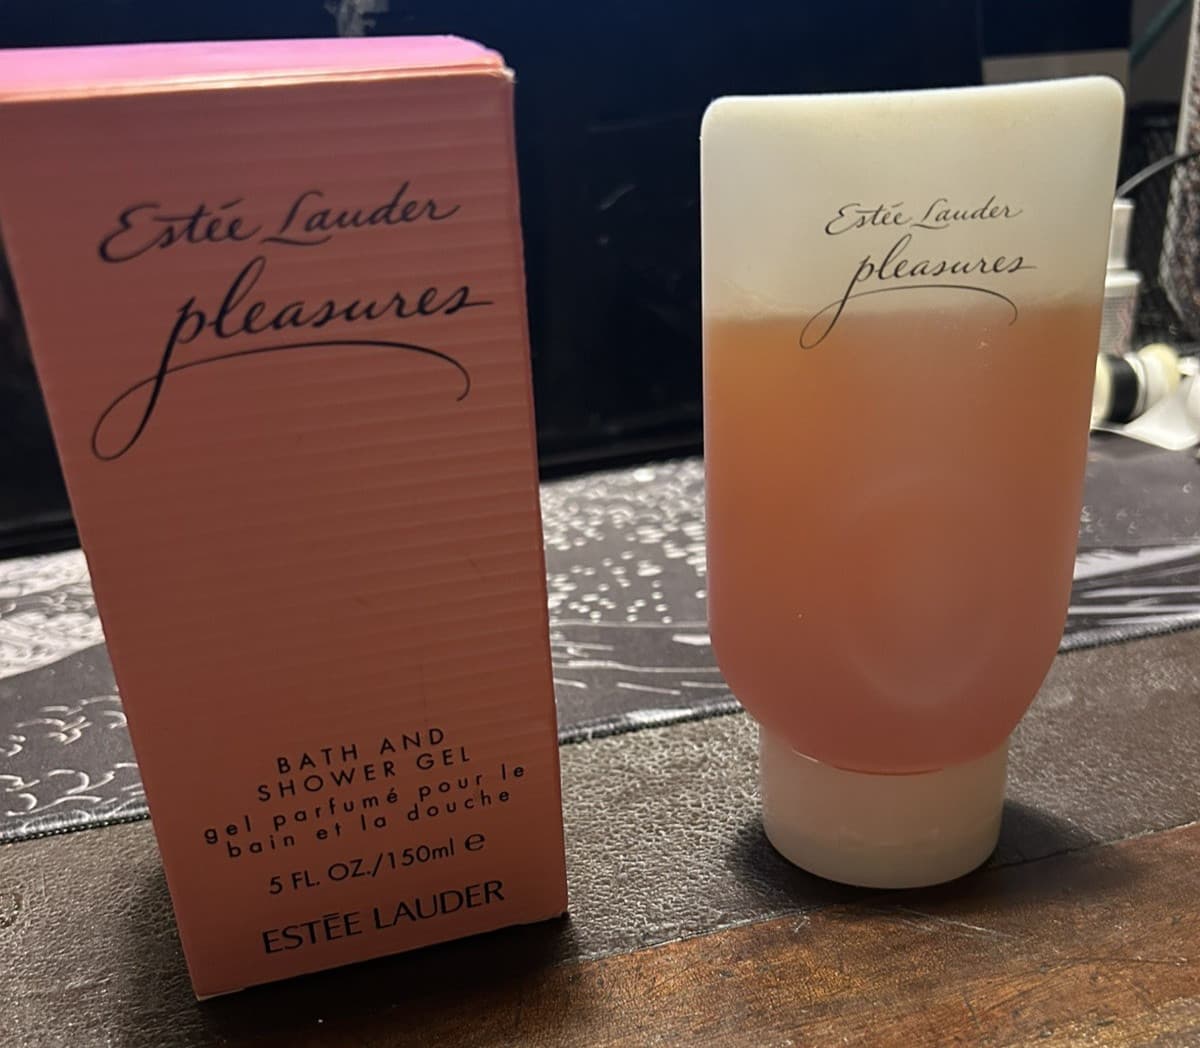 Estée Lauder
pleasures
BATH AND
SHOWER GEL
gel parfumé pour le
bain et la douche
5 FL. OZ./150ml ℮
ESTĒE LAUDER
Estée Lauder
pleasures